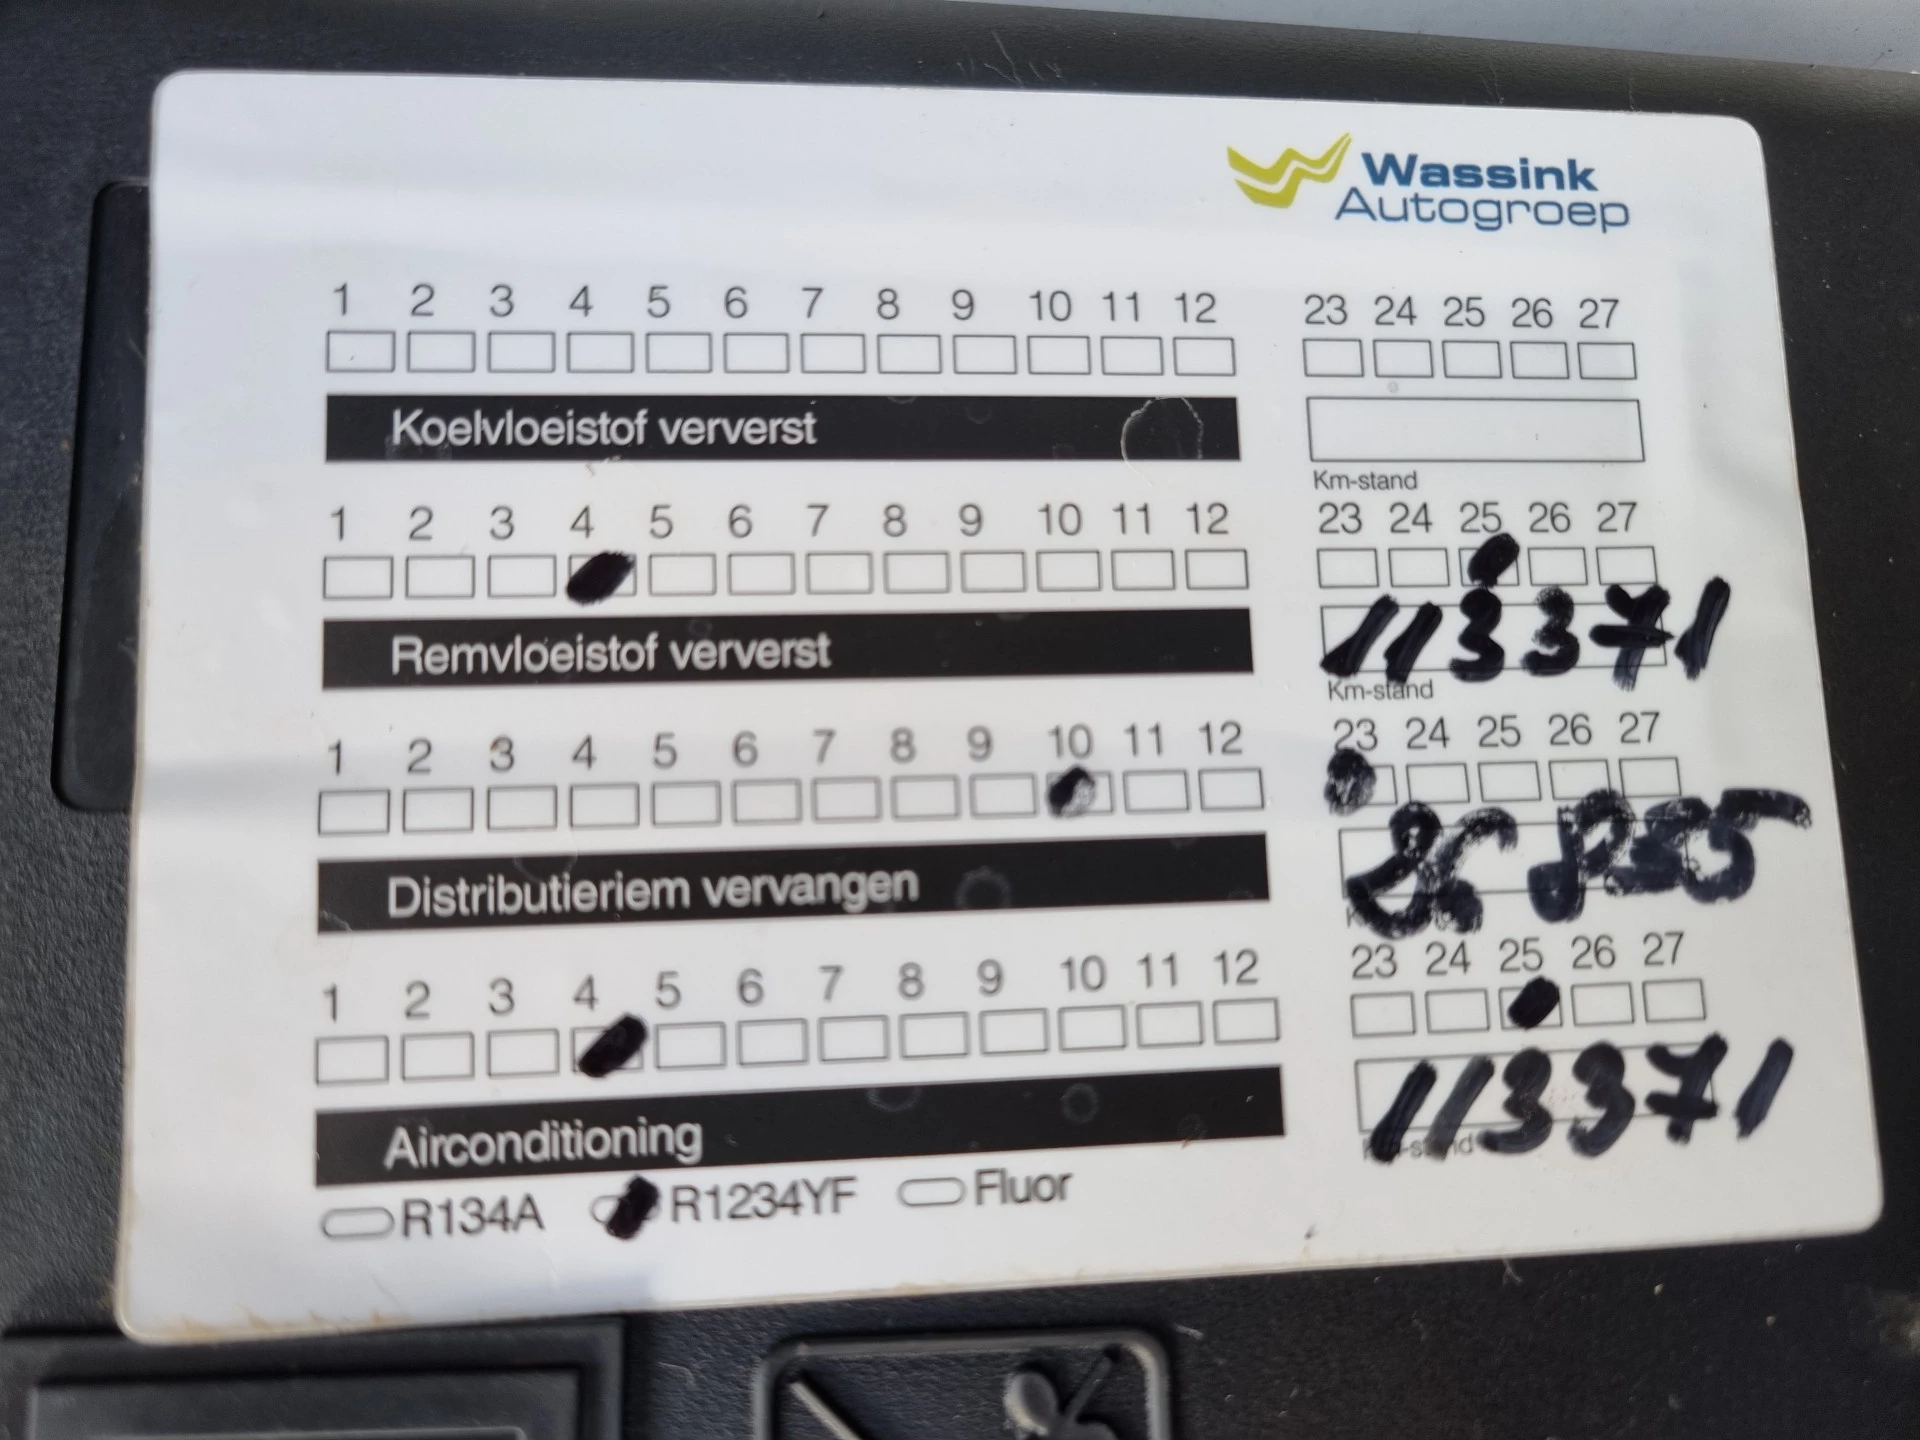 Wassink
Autogroep
1 2 3 4 5 6 7 8 9 10 11 12 23 24 25 26 27
Koelvloeistof ververst
Km-stand
1 2 3 4 5 6 7 8 9 10 11 12 23 24 25 26 27
Remvloeistof ververst 113371
Km-stand
1 2 3 4 5 6 7 8 9 10 11 12 23 24 25 26 27
Distributieriem vervangen
1 2 3 4 5 6 7 8 9 10 11 12 23 24 25 26 27
Airconditioning 113371
Km-stand
R134A R1234YF Fluor